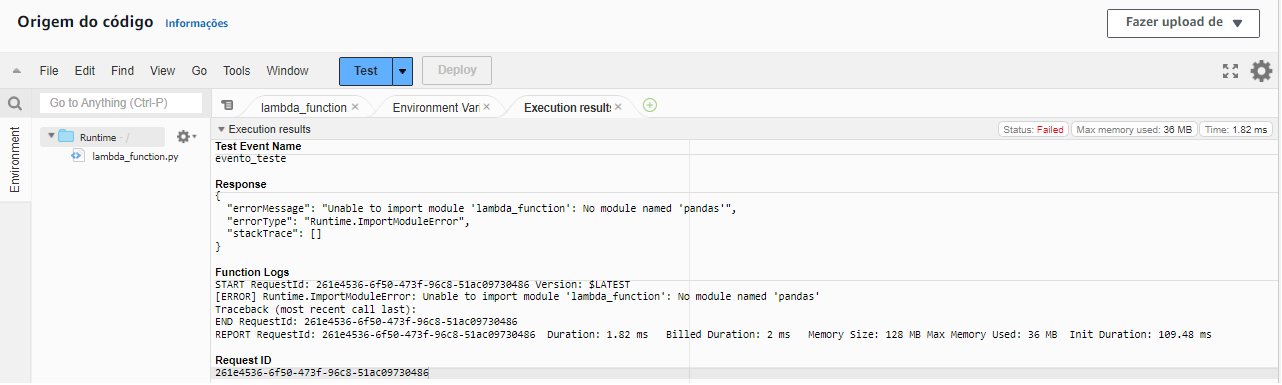 Origem do código Informações Fazer upload de
File Edit Find View Go Tools Window Test Deploy
Go to Anything (Ctrl-P) lambda_function Environment Var Execution results
Environment
Runtime - /
lambda_function.py
Execution results Status: Failed Max memory used: 36 MB Time: 1.82 ms
Test Event Name
evento_teste
Response
{
"errorMessage": "Unable to import module 'lambda_function': No module named 'pandas'",
"errorType": "Runtime.ImportModuleError",
"stackTrace": []
}
Function Logs
START RequestId: 261e4536-6f50-473f-96c8-51ac09730486 Version: $LATEST
[ERROR] Runtime.ImportModuleError: Unable to import module 'lambda_function': No module named 'pandas'
Traceback (most recent call last):
END RequestId: 261e4536-6f50-473f-96c8-51ac09730486
REPORT RequestId: 261e4536-6f50-473f-96c8-51ac09730486 Duration: 1.82 ms Billed Duration: 2 ms Memory Size: 128 MB Max Memory Used: 36 MB Init Duration: 109.48 ms
Request ID
261e4536-6f50-473f-96c8-51ac09730486